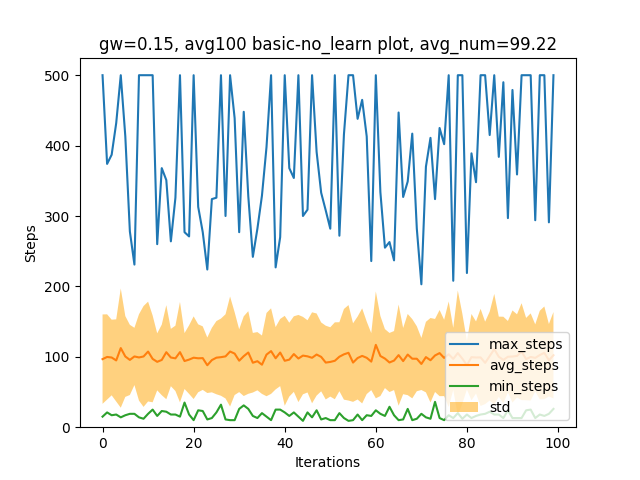 gw=0.15, avg100 basic-no_learn plot, avg_num=99.22
500
400
300
200
100
0
Steps
max_steps
avg_steps
min_steps
std
0 20 40 60 80 100
Iterations